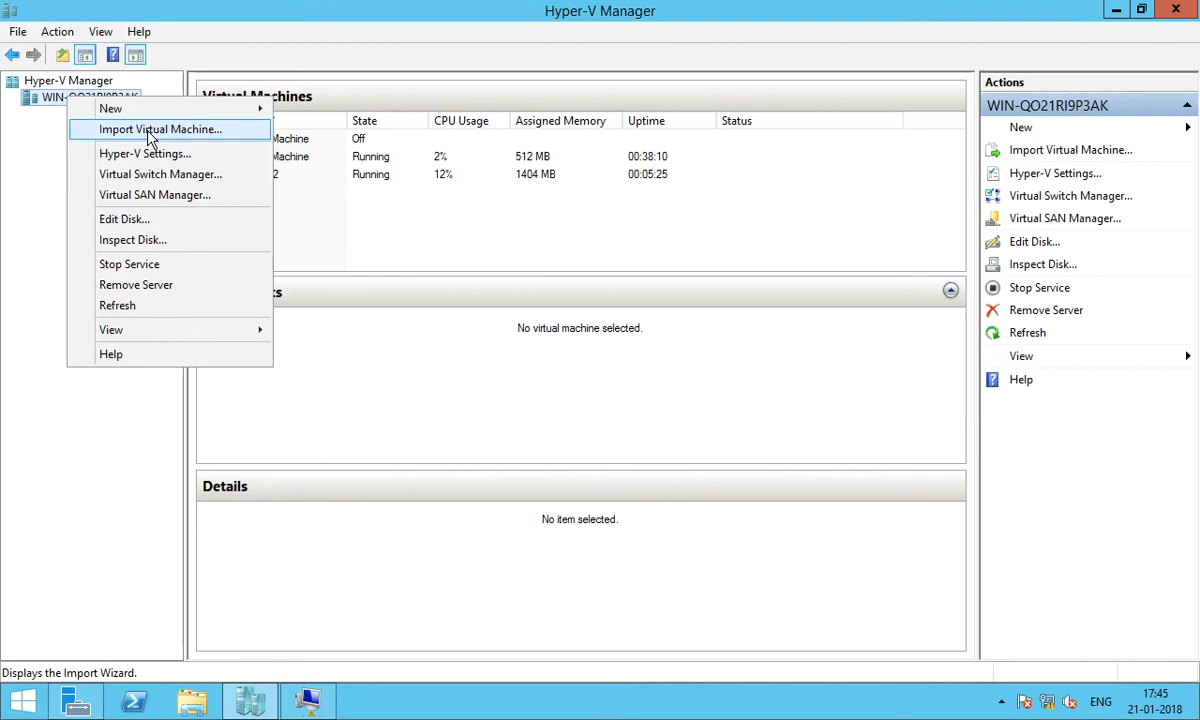 Hyper-V Manager
File Action View Help
Hyper-V Manager
New
Import Virtual Machine...
Hyper-V Settings...
Virtual Switch Manager...
Virtual SAN Manager...
Edit Disk...
Inspect Disk...
Stop Service
Remove Server
Refresh
View
Help
Virtual Machines
State CPU Usage Assigned Memory Uptime Status
Machine Off
Machine Running 2% 512 MB 00:38:10
2 Running 12% 1404 MB 00:05:25
No virtual machine selected.
Details
No item selected.
Actions
WIN-QO21RI9P3AK
New
Import Virtual Machine...
Hyper-V Settings...
Virtual Switch Manager...
Virtual SAN Manager...
Edit Disk...
Inspect Disk...
Stop Service
Remove Server
Refresh
View
Help
Displays the Import Wizard.
ENG
17:45
21-01-2018